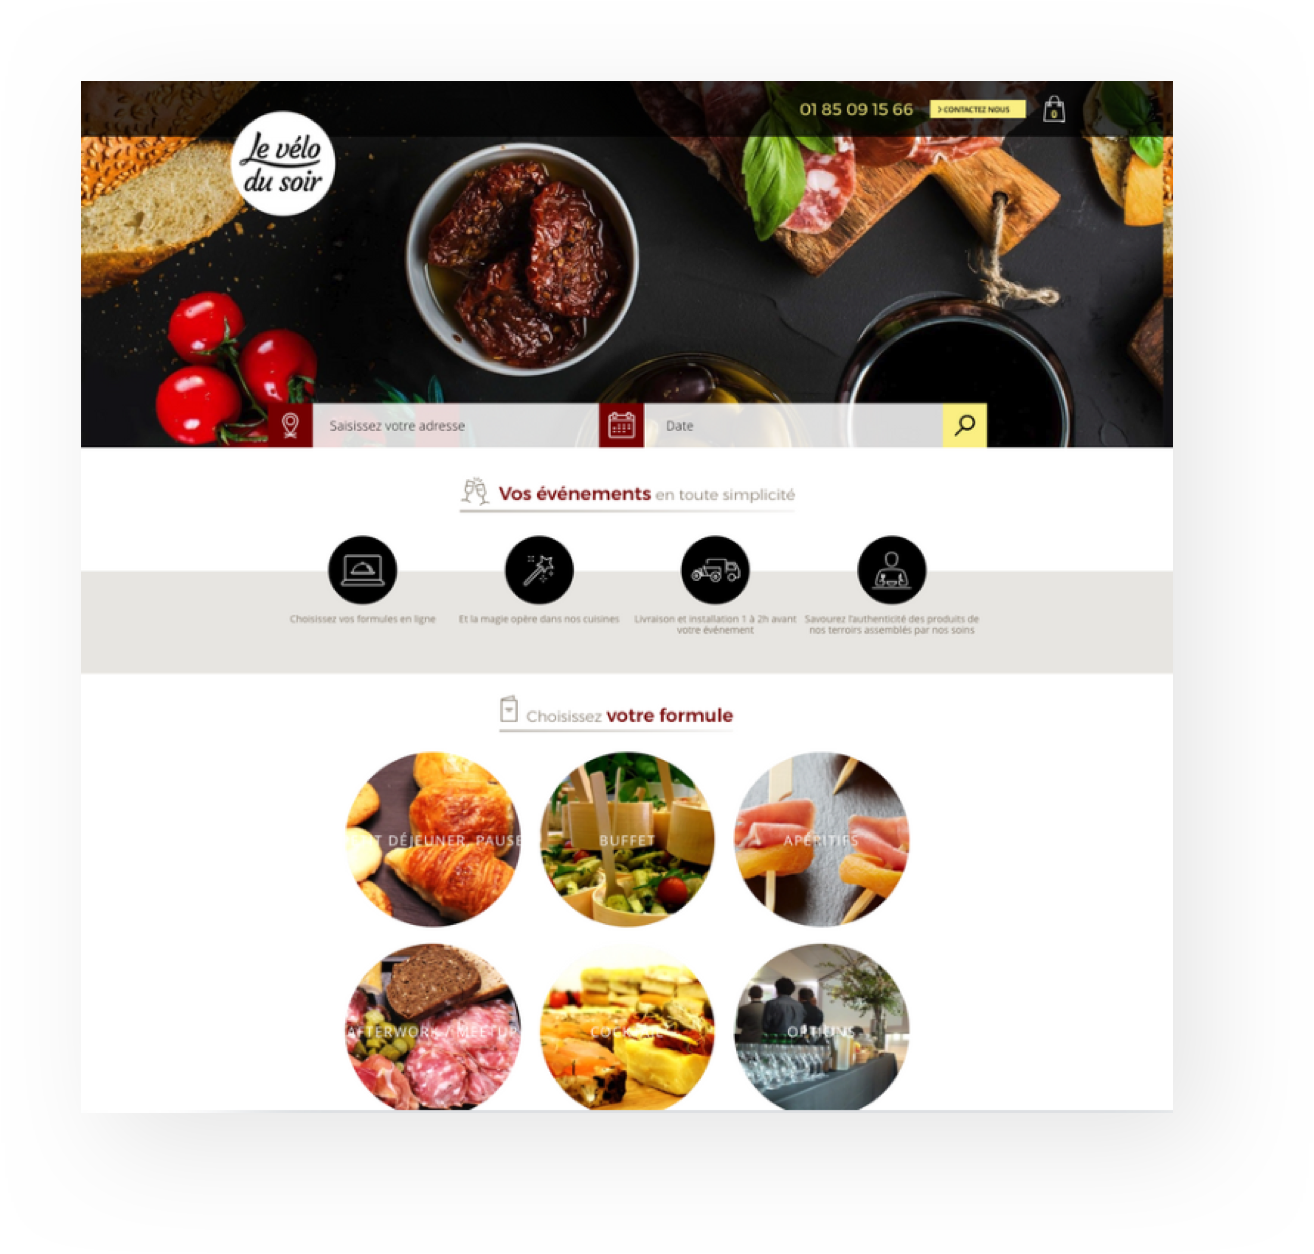 01 85 09 15 66
> CONTACTEZ NOUS
0
Le vélo
du soir
Saisissez votre adresse
Date
Vos événements en toute simplicité
Choisissez vos formules en ligne
Et la magie opère dans nos cuisines
Livraison et installation 1 à 2h avant
votre événement
Savourez l'authenticité des produits de
nos terroirs assemblés par nos soins
Choisissez votre formule
T DÉJEUNER, PAUSE
BUFFET
APÉRITIFS
AFTERWORK / MEETUP
OPTIONS